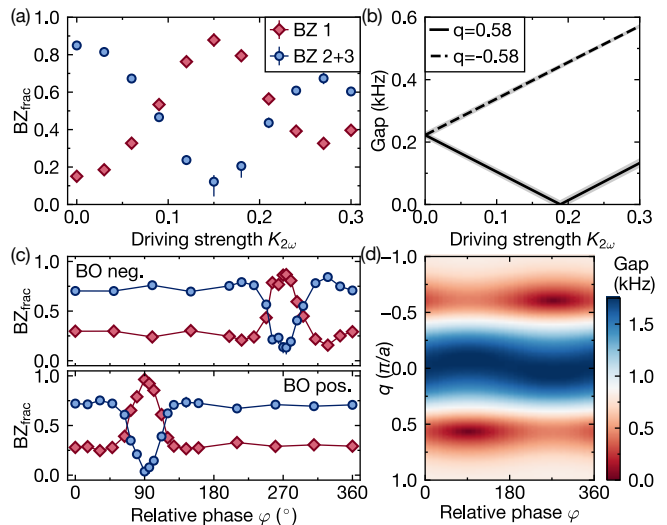 (a)
BZ 1
BZ 2+3
BZfrac
1.0
0.8
0.6
0.4
0.2
0.0
0.0 0.1 0.2 0.3
Driving strength K2ω
(b)
q=0.58
q=-0.58
Gap (kHz)
0.6
0.4
0.2
0.0
0.0 0.1 0.2 0.3
Driving strength K2ω
(c)
BO neg.
BZfrac
1.0
0.5
0.0
BO pos.
BZfrac
1.0
0.5
0.0
0 90 180 270 360
Relative phase φ (°)
(d)
q (π/a)
-1.0
-0.5
0.0
0.5
1.0
0 180 360
Relative phase φ
Gap
(kHz)
1.5
1.0
0.5
0.0